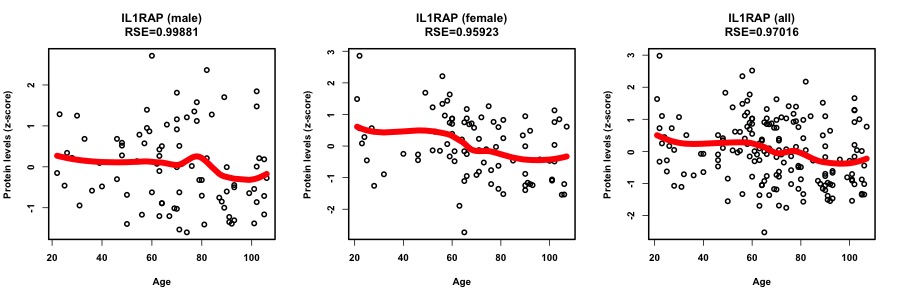 IL1RAP (male)
RSE=0.99881
Protein levels (z-score)
2
1
0
-1
20
40
60
80
100
Age
IL1RAP (female)
RSE=0.95923
Protein levels (z-score)
3
2
1
0
-1
-2
20
40
60
80
100
Age
IL1RAP (all)
RSE=0.97016
Protein levels (z-score)
3
2
1
0
-1
-2
20
40
60
80
100
Age